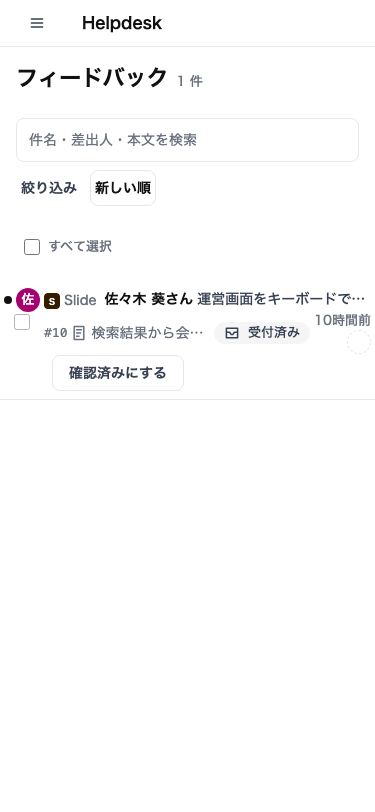 Helpdesk
フィードバック 1 件
件名・差出人・本文を検索
絞り込み 新しい順
すべて選択
佐 S Slide 佐々木 葵さん 運営画面をキーボードで…
#10 検索結果から会… 受付済み 10時間前
確認済みにする